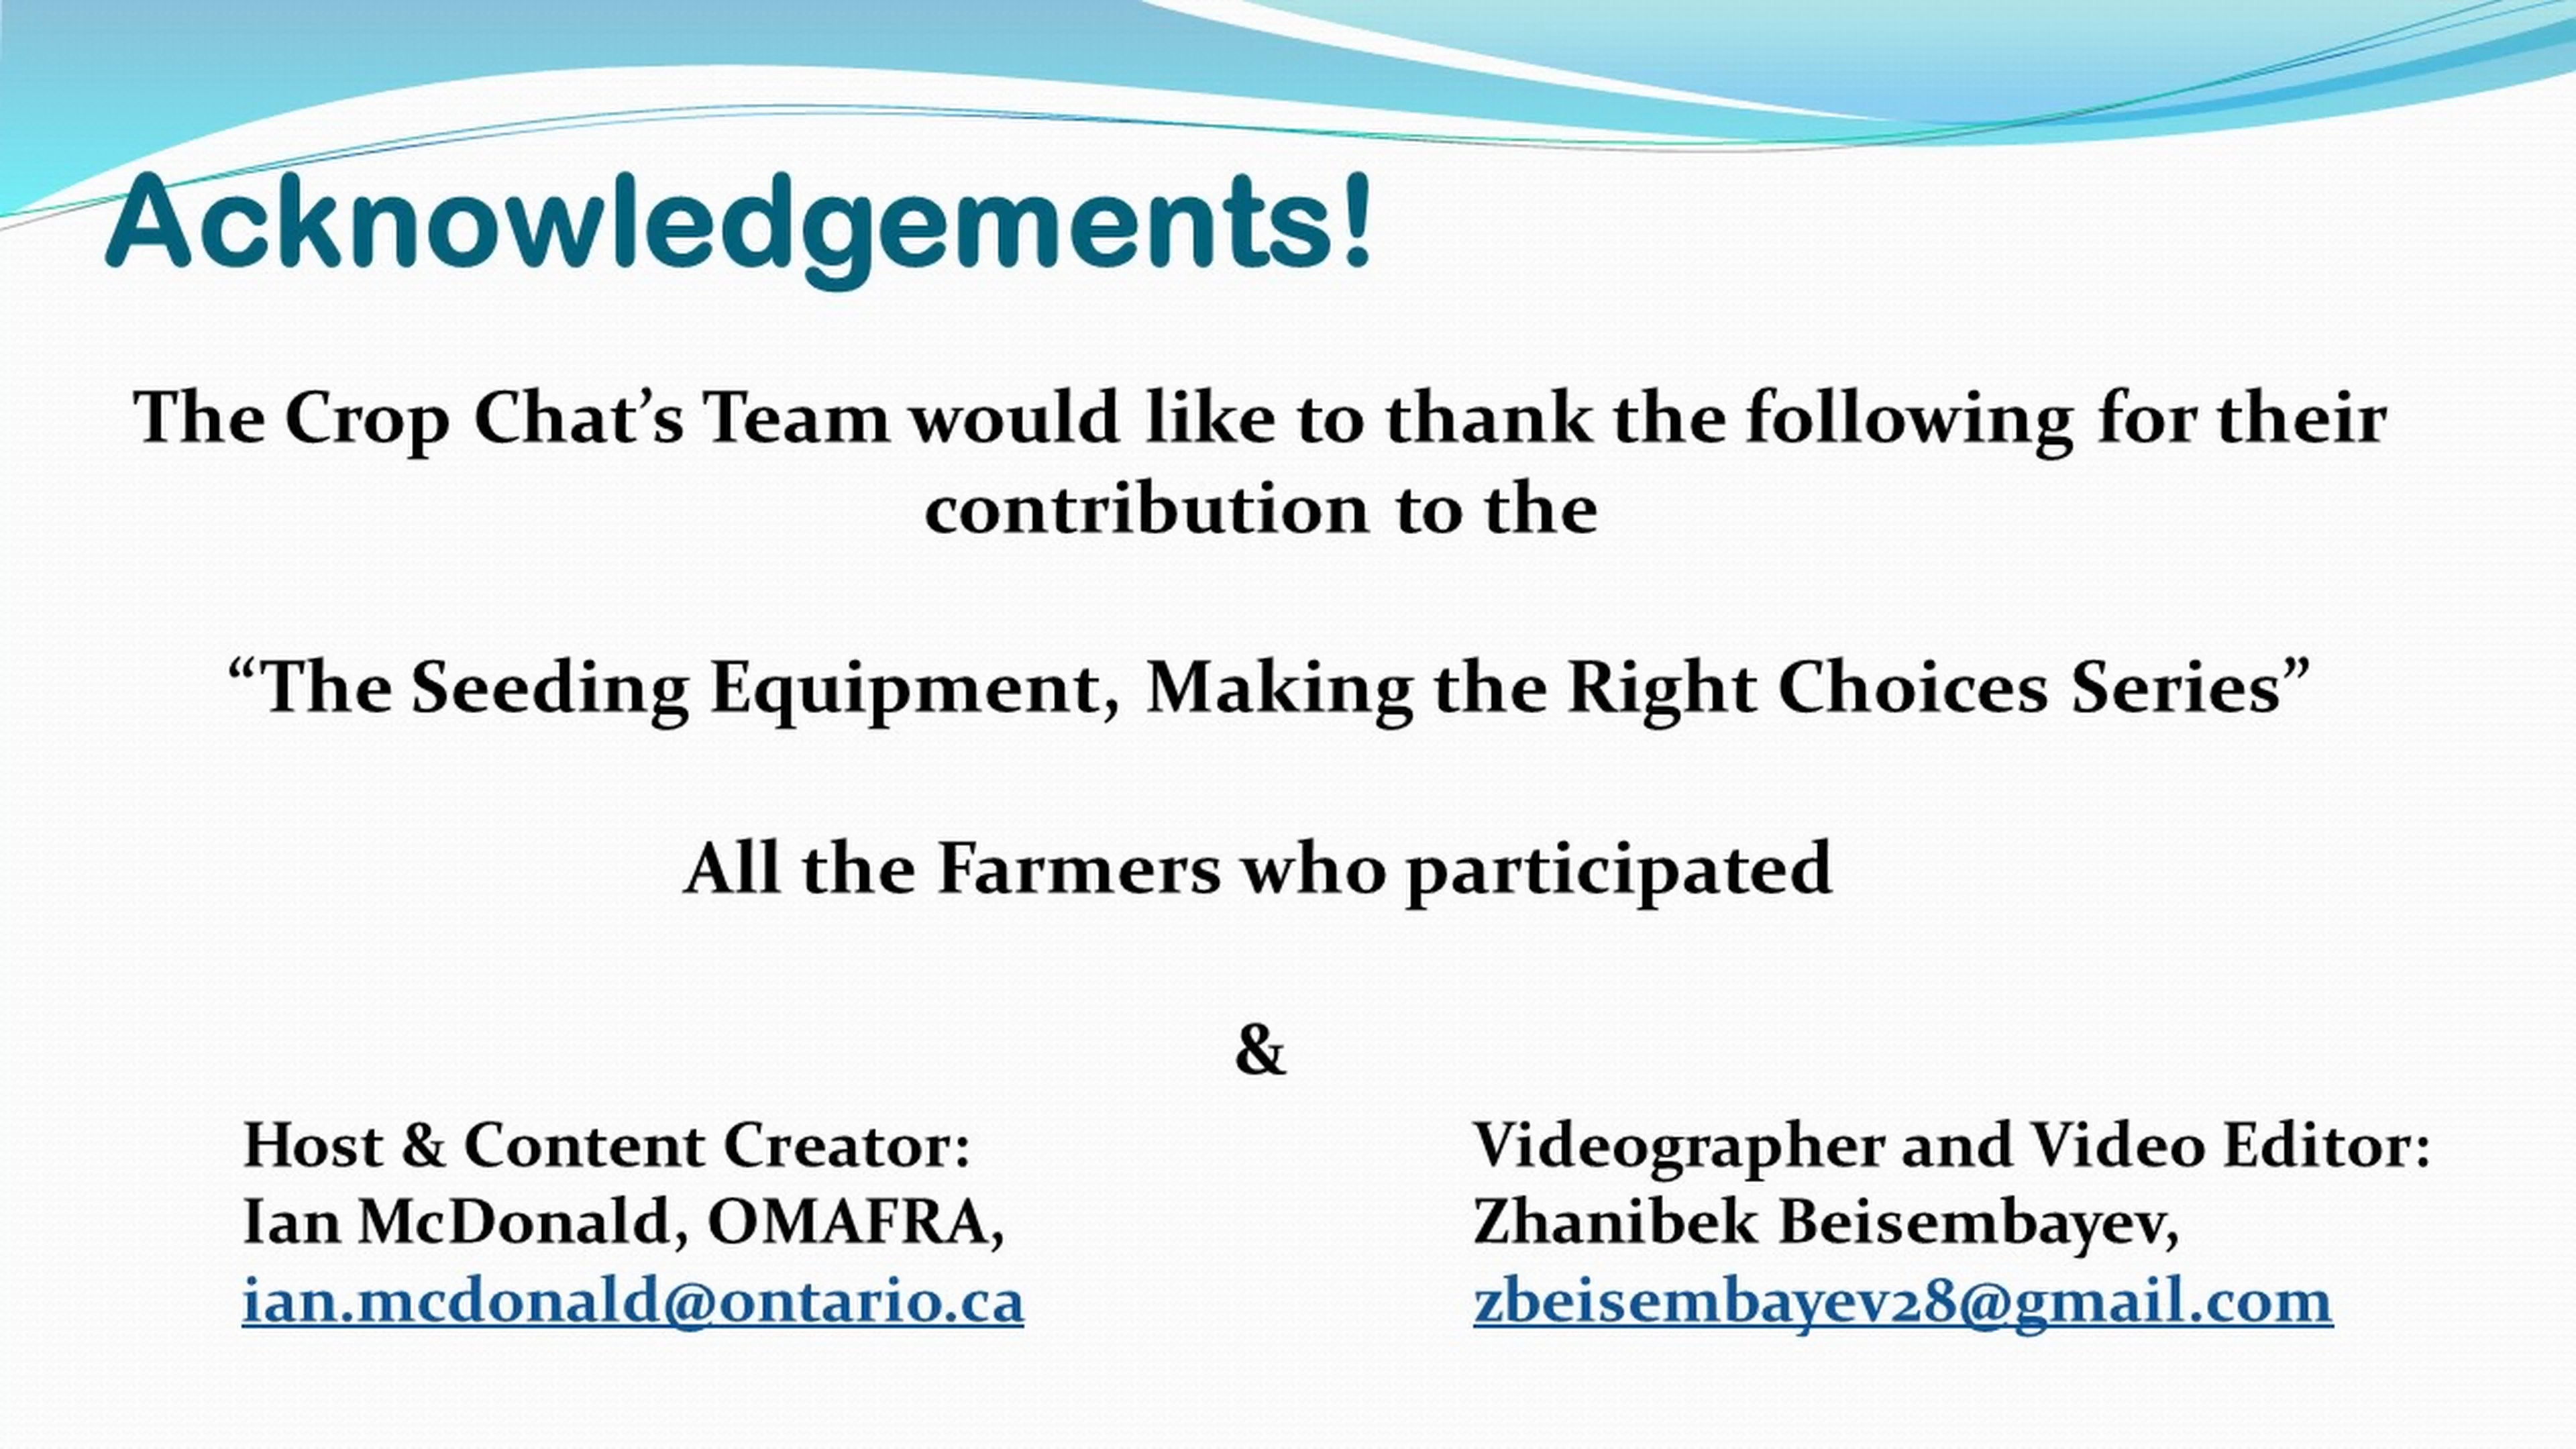 Acknowledgements!
The Crop Chat’s Team would like to thank the following for their
contribution to the
“The Seeding Equipment, Making the Right Choices Series”
All the Farmers who participated
&
Host & Content Creator:
Ian McDonald, OMAFRA,
ian.mcdonald@ontario.ca
Videographer and Video Editor:
Zhanibek Beisembayev,
zbeisembayev28@gmail.com